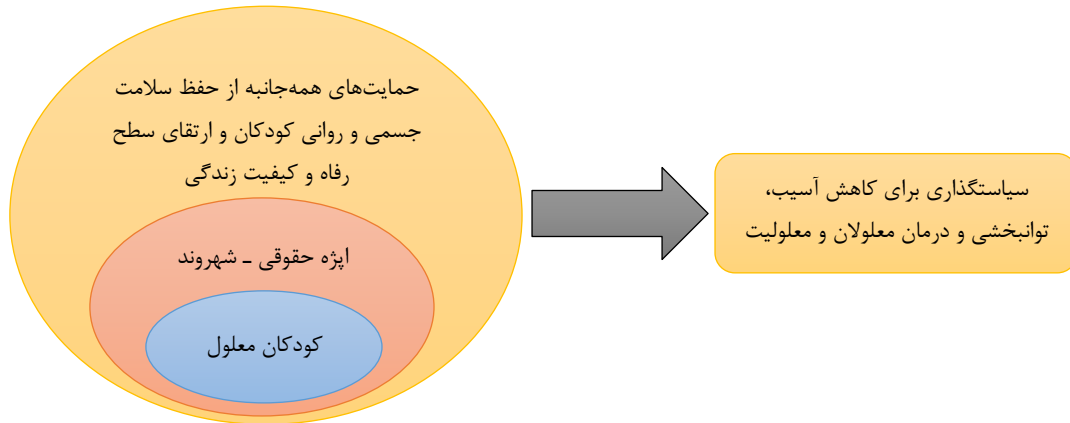 حمایت‌های همه‌جانبه از حفظ سلامت
جسمی و روانی کودکان و ارتقای سطح
رفاه و کیفیت زندگی
اپژه حقوقی ـ شهروند
کودکان معلول
سیاستگذاری برای کاهش آسیب،
توانبخشی و درمان معلولان و معلولیت